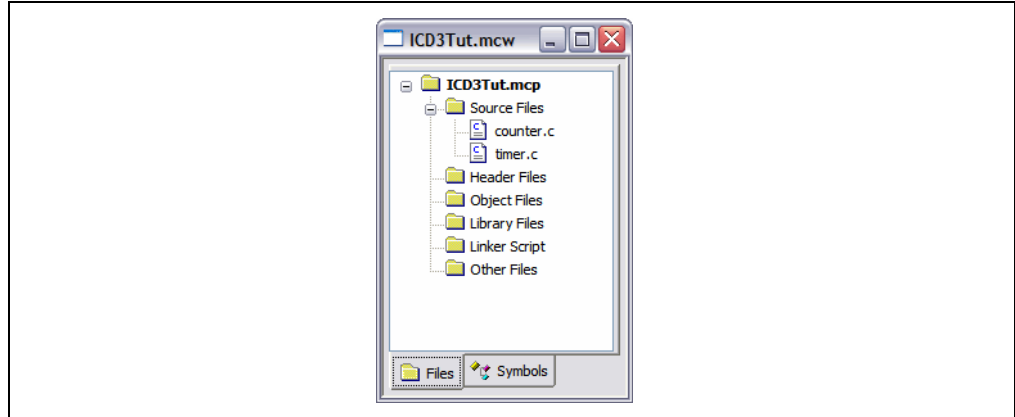 ICD3Tut.mcw
ICD3Tut.mcp
Source Files
counter.c
timer.c
Header Files
Object Files
Library Files
Linker Script
Other Files
Files
Symbols